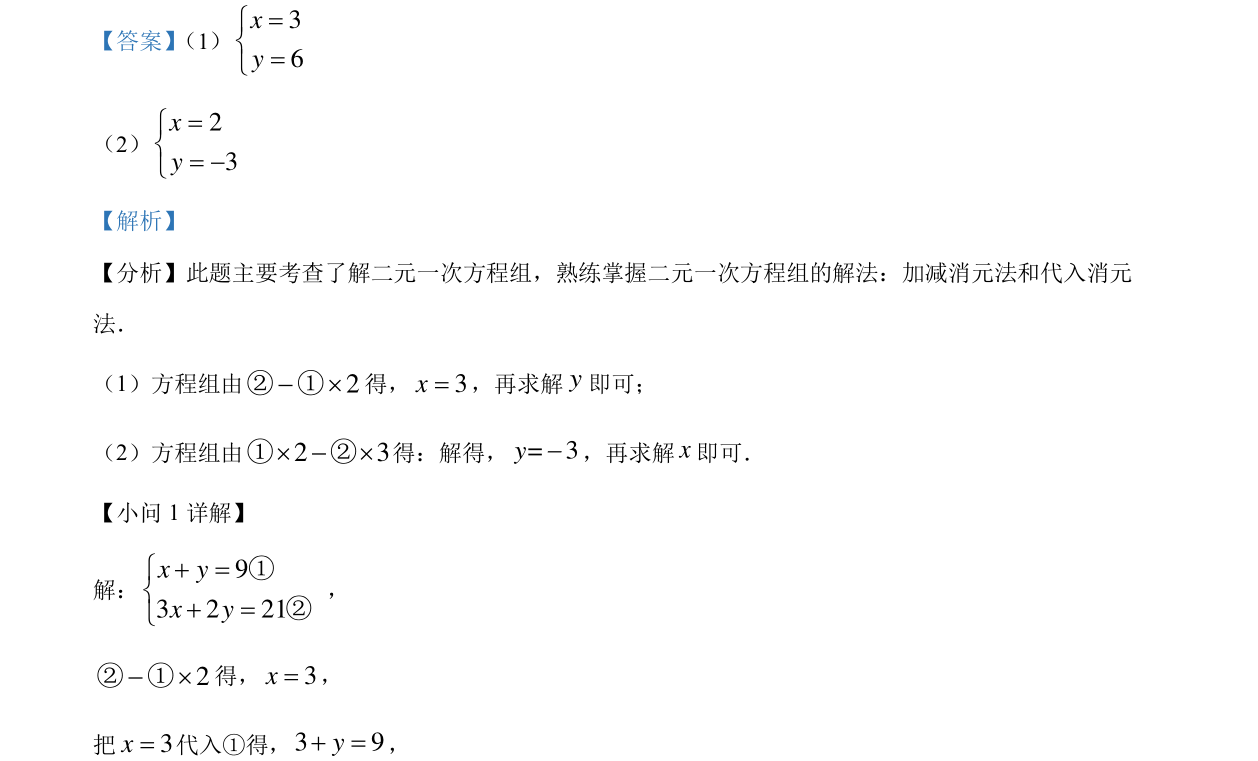 【答案】（1）{x = 3
y = 6
（2）{x = 2
y = −3
【解析】
【分析】此题主要考查了解二元一次方程组，熟练掌握二元一次方程组的解法：加减消元法和代入消元
法．
（1）方程组由②−①×2得，x = 3，再求解 y 即可；
（2）方程组由①×2−②×3得：解得，y=−3，再求解 x 即可．
【小问 1 详解】
解：{x + y = 9①
3x + 2y = 21②，
②−①×2得，x = 3，
把 x = 3代入①得，3 + y = 9，